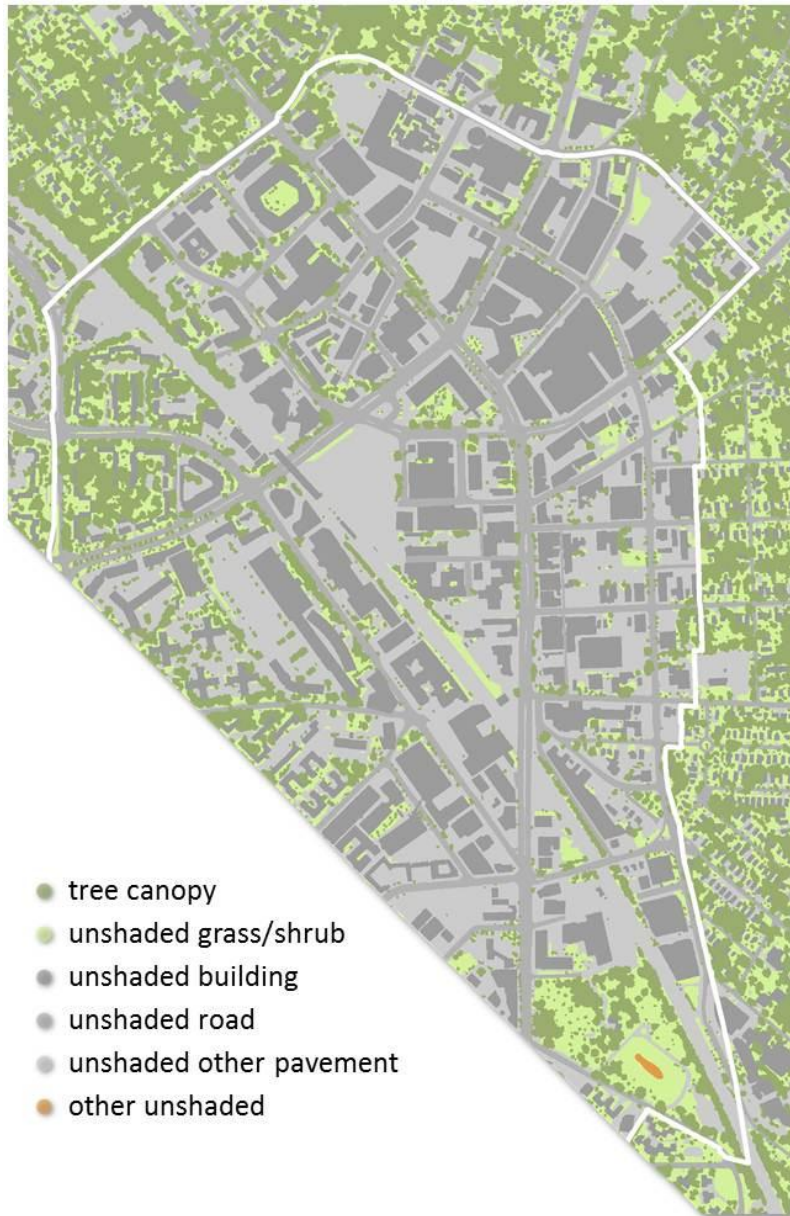 tree canopy
unshaded grass/shrub
unshaded building
unshaded road
unshaded other pavement
other unshaded